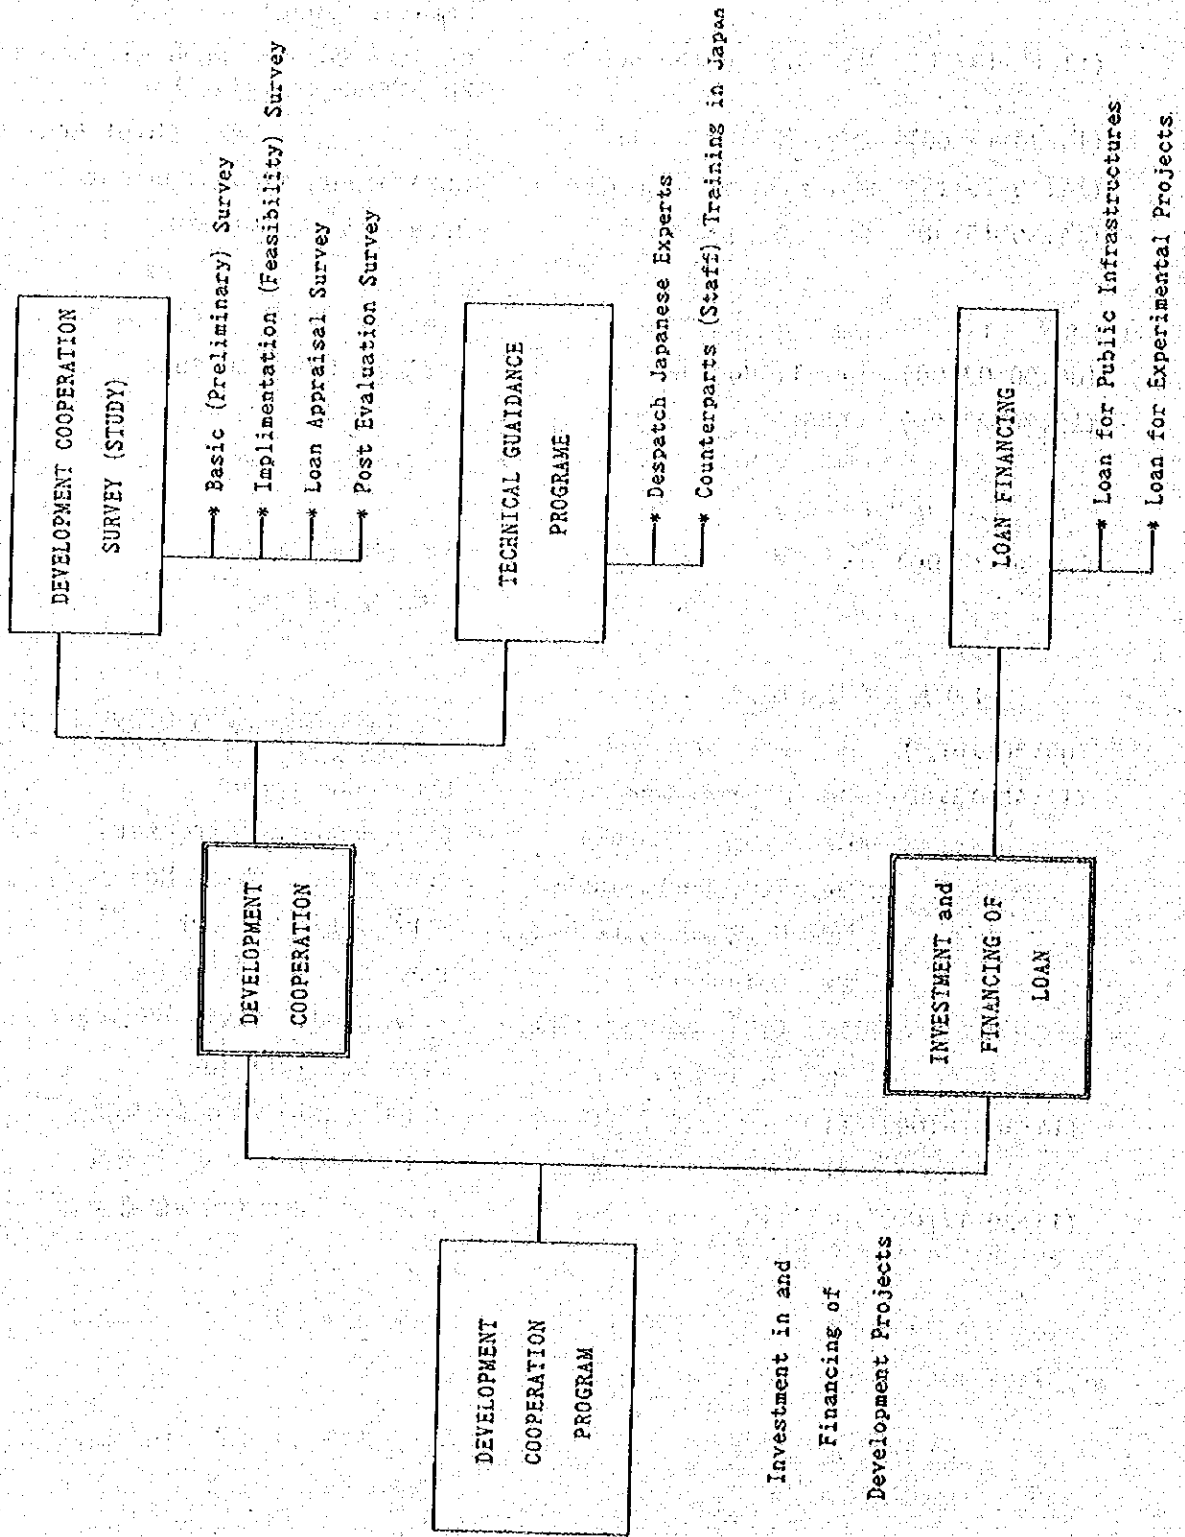 DEVELOPMENT
COOPERATION
PROGRAM
Investment in and
Financing of
Development Projects
DEVELOPMENT
COOPERATION
INVESTMENT and
FINANCING OF
LOAN
DEVELOPMENT COOPERATION
SURVEY (STUDY)
* Basic (Preliminary) Survey
* Implimentation (Feasibility) Survey
* Loan Appraisal Survey
* Post Evaluation Survey
TECHNICAL GUAIDANCE
PROGRAME
* Despatch Japanese Experts
* Counterparts (Staff) Training in Japan
LOAN FINANCING
* Loan for Public Infrastructures
* Loan for Experimental Projects